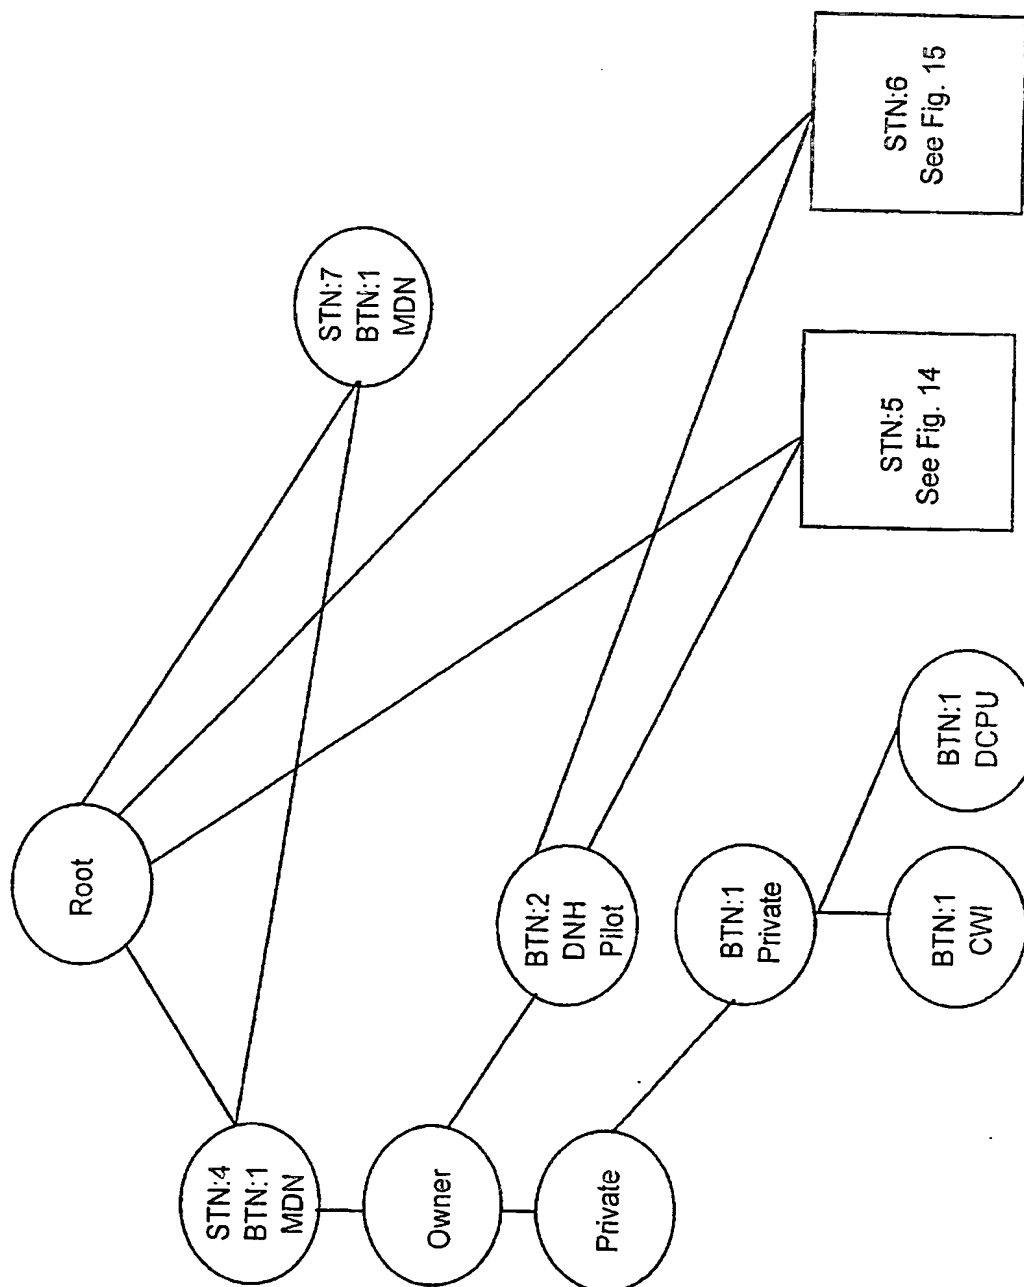 Root
STN:4
BTN:1
MDN
STN:7
BTN:1
MDN
Owner
BTN:2
DNH
Pilot
Private
BTN:1
Private
BTN:1
CWI
BTN:1
DCPU
STN:5
See Fig. 14
STN:6
See Fig. 15